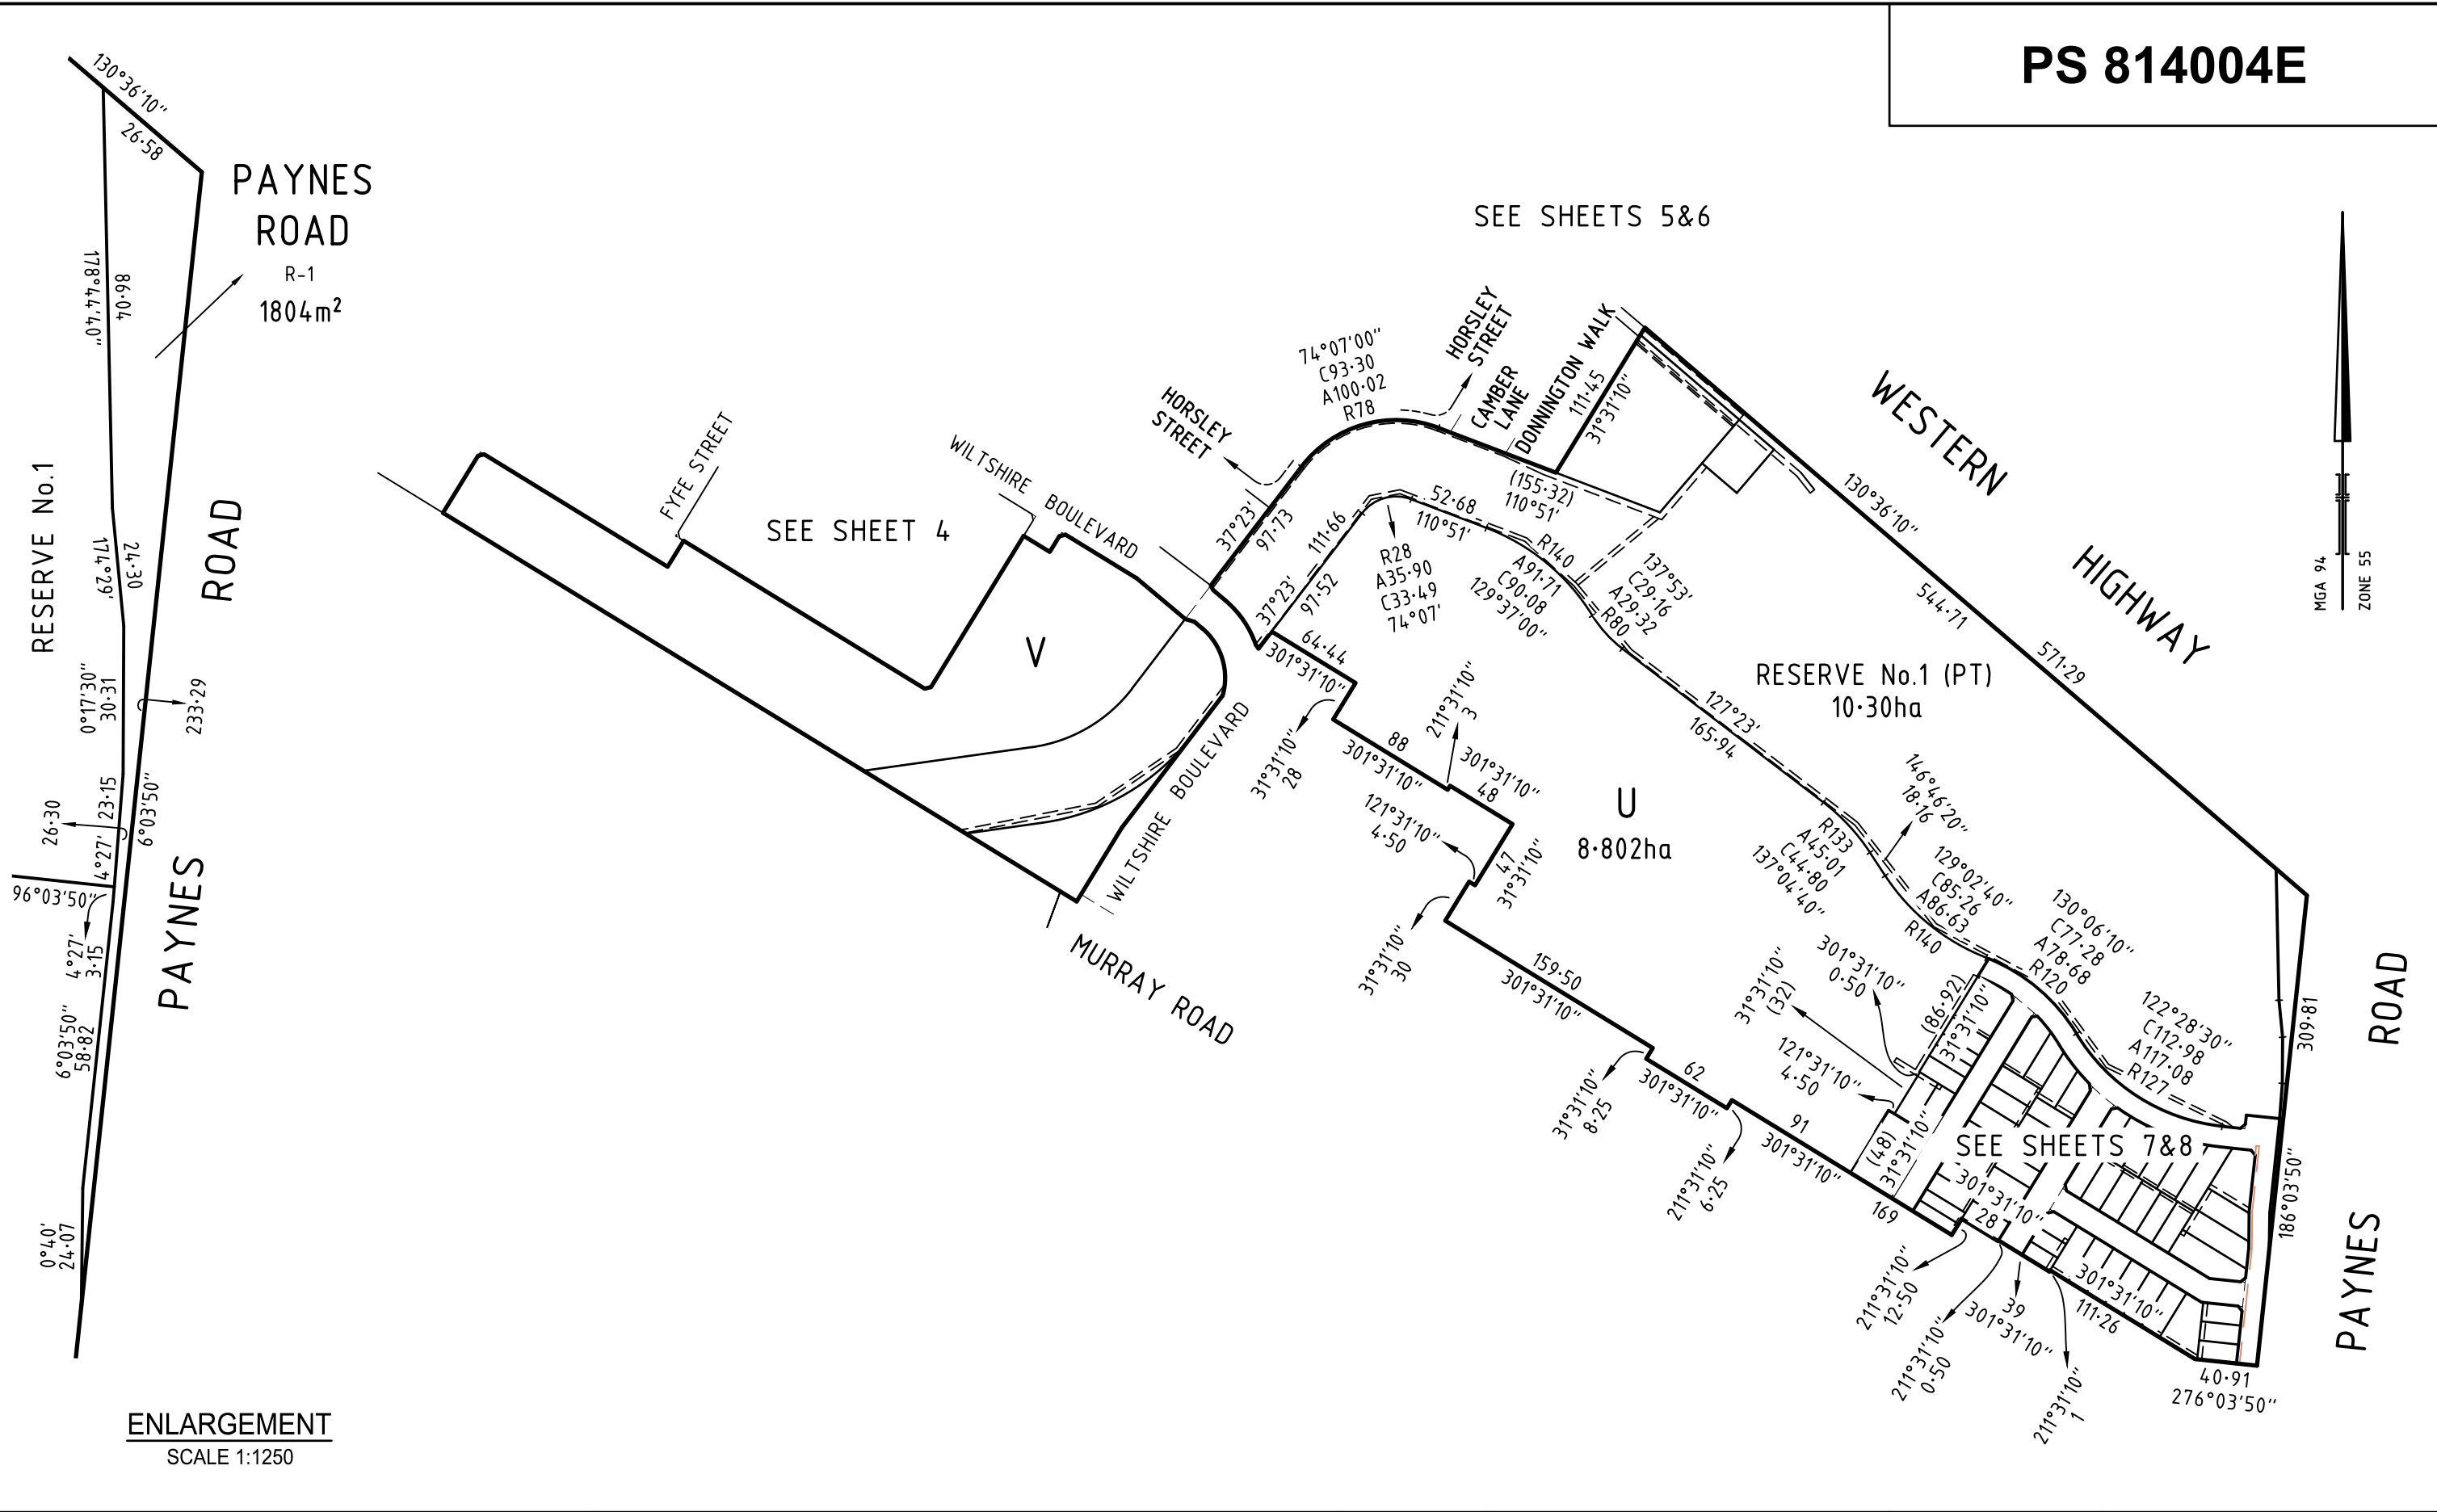 PS 814004E
130°36'10"
26·58
PAYNES
ROAD
R-1
1804m²
86·04
178°44'40"
RESERVE No.1
24·30
174°29'
ROAD
0°17'30"
30·31
233·29
26·30
23·15
4°27'
6°03'50"
96°03'50"
4°27'
3·15
PAYNES
6°03'50"
58·82
0°40'
24·07
ENLARGEMENT
SCALE 1:1250
SEE SHEETS 5&6
FYFE STREET
SEE SHEET 4
WILTSHIRE BOULEVARD
V
WILTSHIRE BOULEVARD
MURRAY ROAD
HORSLEY
STREET
74°07'00"
C93·30
A100·02
R78
HORSLEY
STREET
CAMBER
LANE
DONNINGTON WALK
111·45
31°31'10"
37°23'
97·73
111·66
37°23'
97·52
R28
A35·90
C33·49
74°07'
52·68
110°51'
(155·32)
110°51'
R140
A91·71
C90·08
129°37'00"
137°53'
C29·16
A29·32
R80
WESTERN
HIGHWAY
130°36'10"
544·71
571·29
MGA 94
ZONE 55
RESERVE No.1 (PT)
10·30ha
127°23'
165·94
64·44
301°31'10"
31°31'10"
28
88
301°31'10"
211°31'10"
3
301°31'10"
48
121°31'10"
4·50
47
31°31'10"
31°31'10"
30
U
8·802ha
R133
A45·01
C44·80
137°04'40"
146°46'20"
18·16
129°02'40"
C85·26
A86·63
R140
130°06'10"
C77·28
A78·68
R120
122°28'30"
C112·98
A117·08
R127
159·50
301°31'10"
31°31'10"
8·25
62
301°31'10"
211°31'10"
6·25
91
301°31'10"
31°31'10"
(32)
301°31'10"
0·50
(86·92)
31°31'10"
121°31'10"
4·50
(48)
31°31'10"
SEE SHEETS 7&8
169
301°31'10"
28
211°31'10"
12·50
211°31'10"
0·50
39
301°31'10"
211°31'10"
1
301°31'10"
111·26
40·91
276°03'50"
309·81
186°03'50"
ROAD
PAYNES